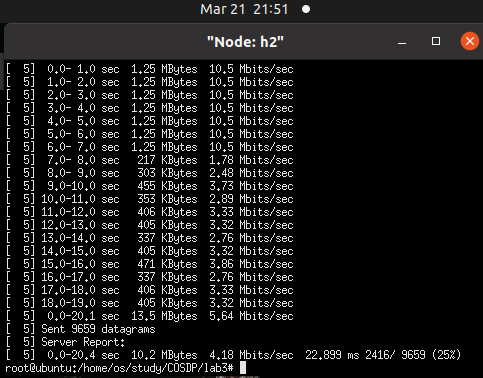 Mar 21 21:51
"Node: h2"
[ 5] 0.0- 1.0 sec 1.25 MBytes 10.5 Mbits/sec
[ 5] 1.0- 2.0 sec 1.25 MBytes 10.5 Mbits/sec
[ 5] 2.0- 3.0 sec 1.25 MBytes 10.5 Mbits/sec
[ 5] 3.0- 4.0 sec 1.25 MBytes 10.5 Mbits/sec
[ 5] 4.0- 5.0 sec 1.25 MBytes 10.5 Mbits/sec
[ 5] 5.0- 6.0 sec 1.25 MBytes 10.5 Mbits/sec
[ 5] 6.0- 7.0 sec 1.25 MBytes 10.5 Mbits/sec
[ 5] 7.0- 8.0 sec 217 KBytes 1.78 Mbits/sec
[ 5] 8.0- 9.0 sec 303 KBytes 2.48 Mbits/sec
[ 5] 9.0-10.0 sec 455 KBytes 3.73 Mbits/sec
[ 5] 10.0-11.0 sec 353 KBytes 2.89 Mbits/sec
[ 5] 11.0-12.0 sec 406 KBytes 3.33 Mbits/sec
[ 5] 12.0-13.0 sec 405 KBytes 3.32 Mbits/sec
[ 5] 13.0-14.0 sec 337 KBytes 2.76 Mbits/sec
[ 5] 14.0-15.0 sec 405 KBytes 3.32 Mbits/sec
[ 5] 15.0-16.0 sec 471 KBytes 3.86 Mbits/sec
[ 5] 16.0-17.0 sec 337 KBytes 2.76 Mbits/sec
[ 5] 17.0-18.0 sec 406 KBytes 3.33 Mbits/sec
[ 5] 18.0-19.0 sec 405 KBytes 3.32 Mbits/sec
[ 5] 0.0-20.1 sec 13.5 MBytes 5.64 Mbits/sec
[ 5] Sent 9659 datagrams
[ 5] Server Report:
[ 5] 0.0-20.4 sec 10.2 MBytes 4.18 Mbits/sec 22.899 ms 2416/ 9659 (25%)
root@ubuntu:/home/os/study/COSDP/lab3#